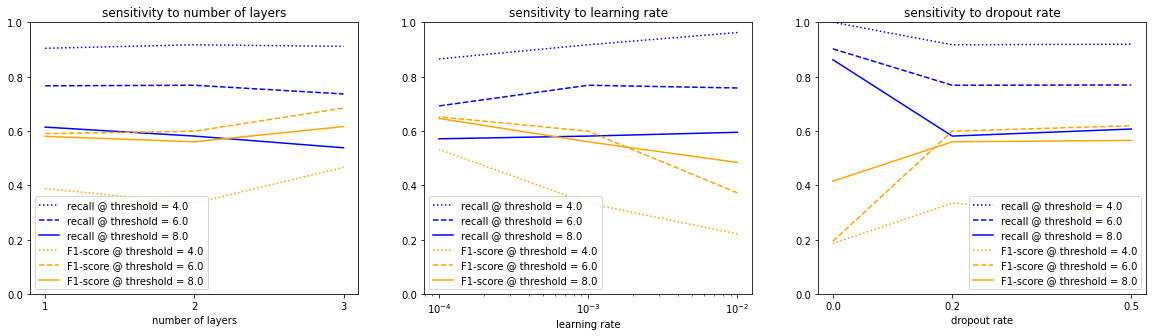 sensitivity to number of layers
1.0
0.8
0.6
0.4
0.2
0.0
recall @ threshold = 4.0
recall @ threshold = 6.0
recall @ threshold = 8.0
F1-score @ threshold = 4.0
F1-score @ threshold = 6.0
F1-score @ threshold = 8.0
1 2 3
number of layers
sensitivity to learning rate
1.0
0.8
0.6
0.4
0.2
0.0
recall @ threshold = 4.0
recall @ threshold = 6.0
recall @ threshold = 8.0
F1-score @ threshold = 4.0
F1-score @ threshold = 6.0
F1-score @ threshold = 8.0
10⁻⁴ 10⁻³ 10⁻²
learning rate
sensitivity to dropout rate
1.0
0.8
0.6
0.4
0.2
0.0
recall @ threshold = 4.0
recall @ threshold = 6.0
recall @ threshold = 8.0
F1-score @ threshold = 4.0
F1-score @ threshold = 6.0
F1-score @ threshold = 8.0
0.0 0.2 0.5
dropout rate